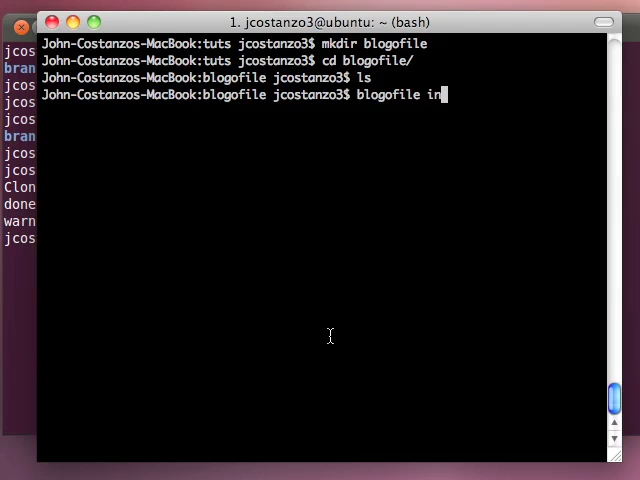 1. jcostanzo3@ubuntu: ~ (bash)
John-Costanzos-MacBook:tuts jcostanzo3$ mkdir blogofile
John-Costanzos-MacBook:tuts jcostanzo3$ cd blogofile/
John-Costanzos-MacBook:blogofile jcostanzo3$ ls
John-Costanzos-MacBook:blogofile jcostanzo3$ blogofile in
jcos
bran
jcos
jcos
jcos
bran
jcos
jcos
Clon
done
warn
jcos